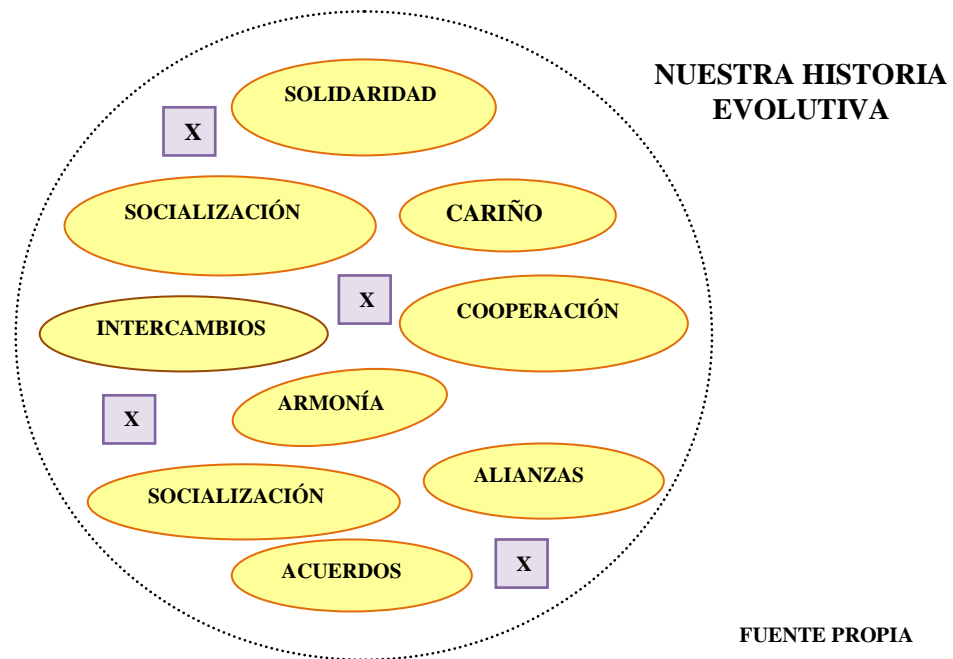 NUESTRA HISTORIA
EVOLUTIVA
SOLIDARIDAD
X
SOCIALIZACIÓN
CARIÑO
X
COOPERACIÓN
INTERCAMBIOS
ARMONÍA
X
ALIANZAS
SOCIALIZACIÓN
X
ACUERDOS
FUENTE PROPIA